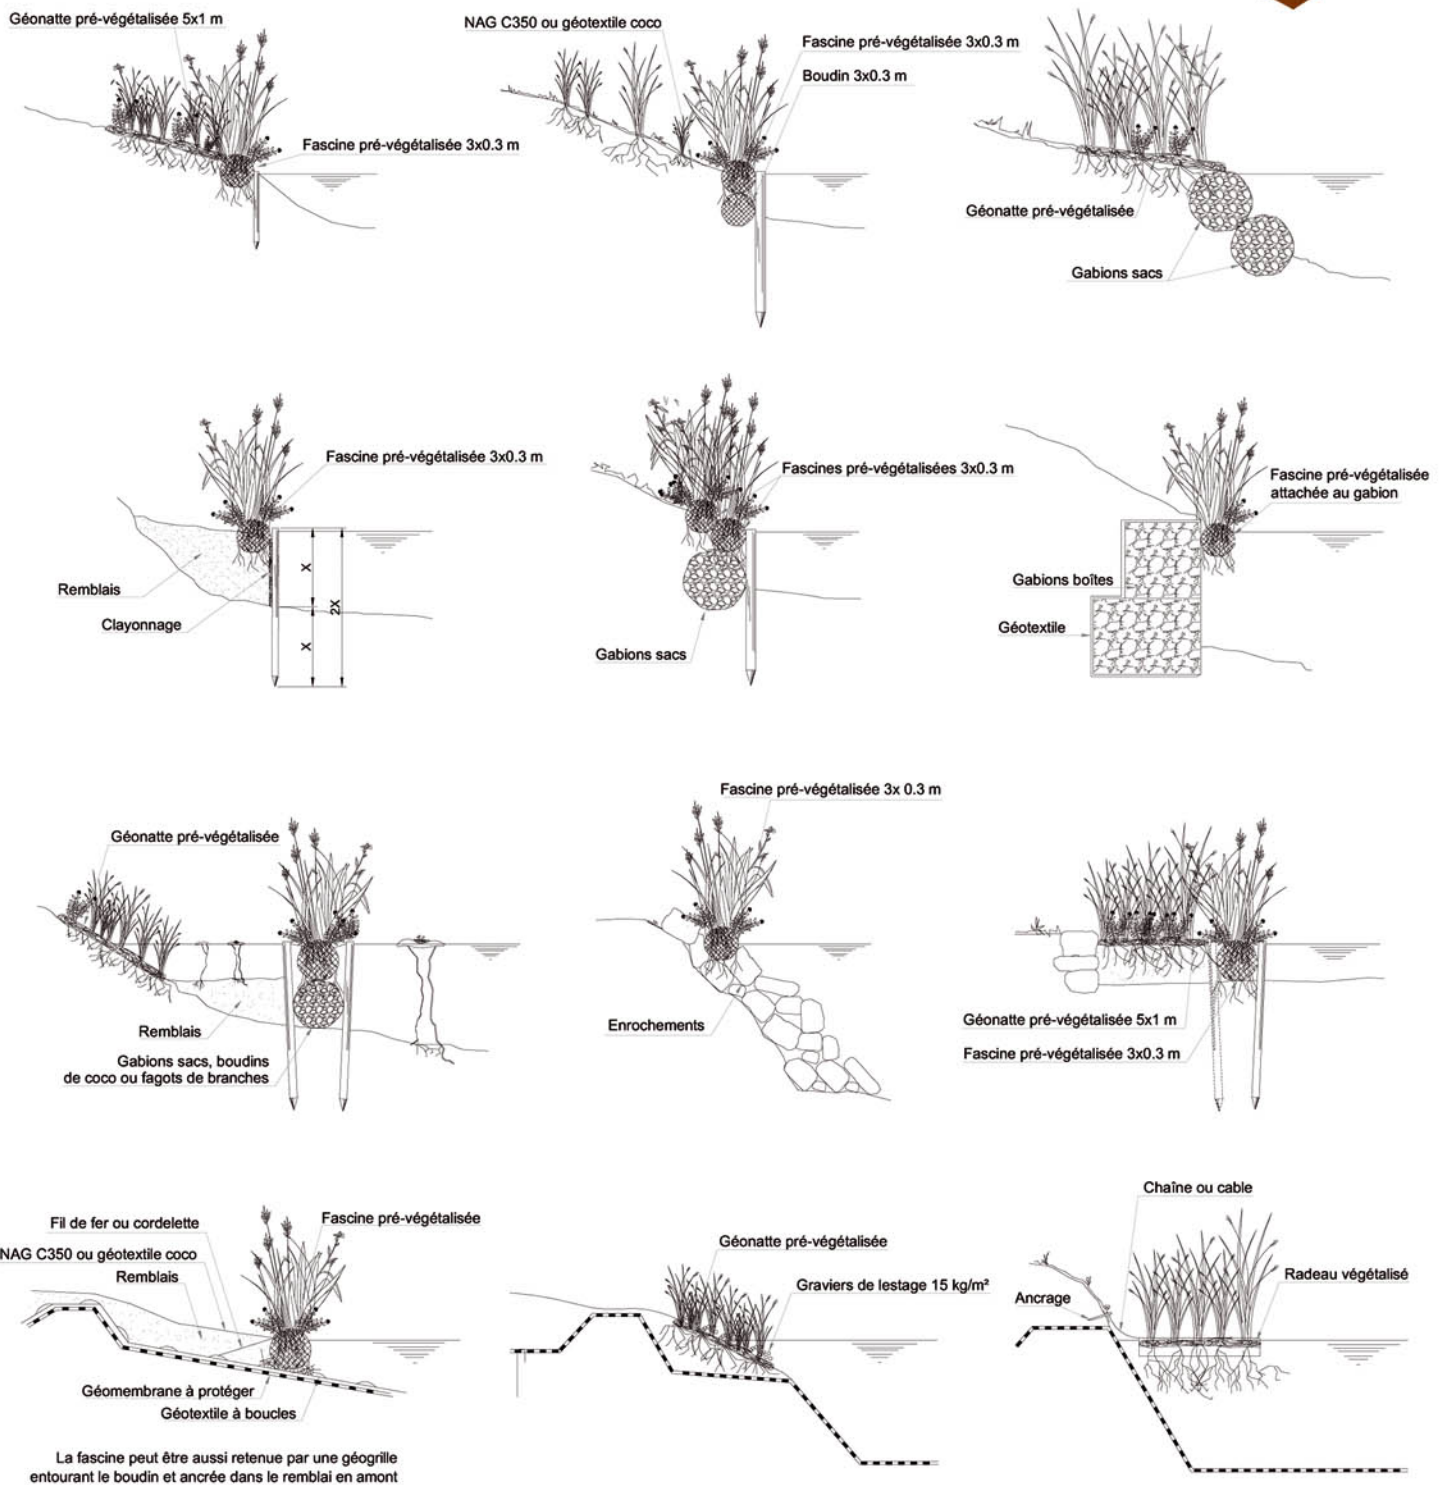 Géonatte pré-végétalisée 5x1 m
Fascine pré-végétalisée 3x0.3 m
NAG C350 ou géotextile coco
Fascine pré-végétalisée 3x0.3 m
Boudin 3x0.3 m
Géonatte pré-végétalisée
Gabions sacs
Fascine pré-végétalisée 3x0.3 m
Remblais
Clayonnage
X
2X
X
Fascines pré-végétalisées 3x0.3 m
Gabions sacs
Fascine pré-végétalisée
attachée au gabion
Gabions boîtes
Géotextile
Géonatte pré-végétalisée
Remblais
Gabions sacs, boudins
de coco ou fagots de branches
Fascine pré-végétalisée 3x 0.3 m
Enrochements
Géonatte pré-végétalisée 5x1 m
Fascine pré-végétalisée 3x0.3 m
Fil de fer ou cordelette
Fascine pré-végétalisée
NAG C350 ou géotextile coco
Remblais
Géomembrane à protéger
Géotextile à boucles
La fascine peut être aussi retenue par une géogrille
entourant le boudin et ancrée dans le remblai en amont
Géonatte pré-végétalisée
Graviers de lestage 15 kg/m²
Chaîne ou cable
Radeau végétalisé
Ancrage